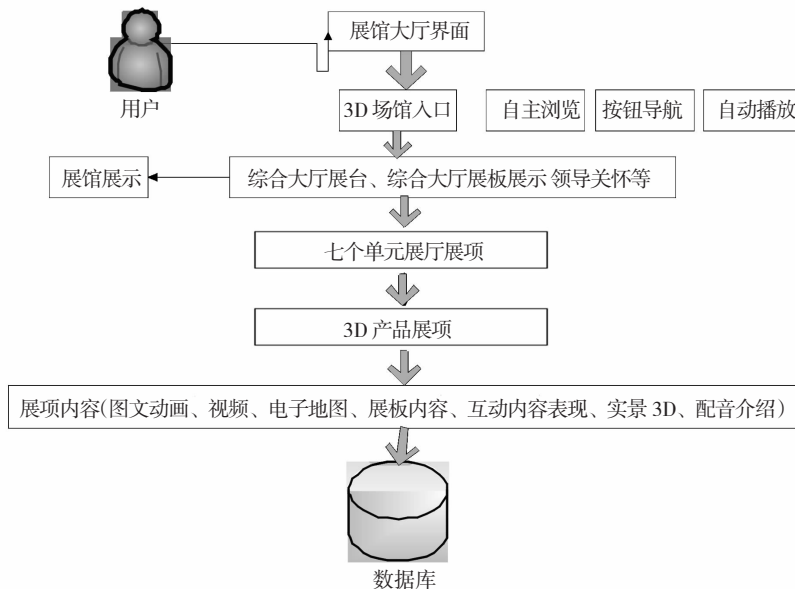 展馆大厅界面
用户
3D 场馆入口
自主浏览
按钮导航
自动播放
展馆展示
综合大厅展台、综合大厅展板展示 领导关怀等
七个单元展厅展项
3D 产品展项
展项内容(图文动画、视频、电子地图、展板内容、互动内容表现、实景 3D、配音介绍)
数据库